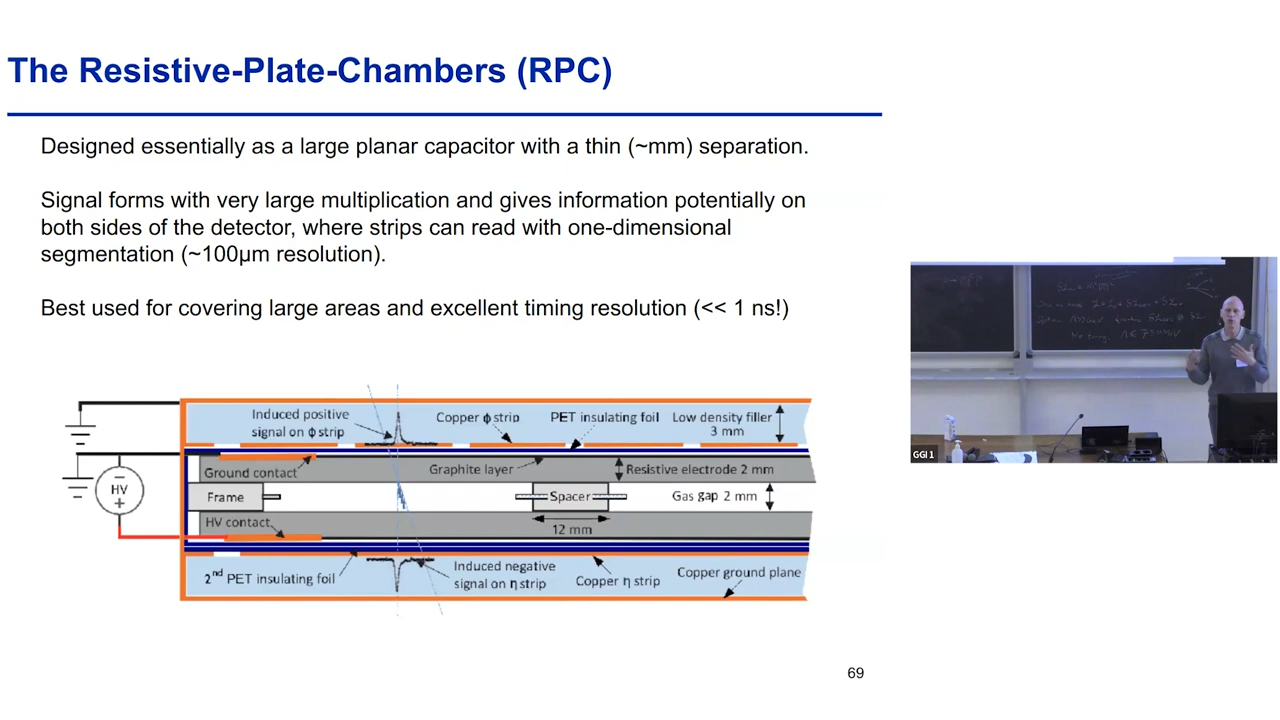 The Resistive-Plate-Chambers (RPC)
Designed essentially as a large planar capacitor with a thin (~mm) separation.
Signal forms with very large multiplication and gives information potentially on
both sides of the detector, where strips can read with one-dimensional
segmentation (~100µm resolution).
Best used for covering large areas and excellent timing resolution (<< 1 ns!)
Induced positive
signal on ϕ strip
Copper ϕ strip
PET insulating foil
Low density filler
3 mm
Ground contact
Graphite layer
Resistive electrode 2 mm
HV
Frame
Spacer
Gas gap 2 mm
HV contact
12 mm
2nd PET insulating foil
Induced negative
signal on η strip
Copper η strip
Copper ground plane
69
GGI 1